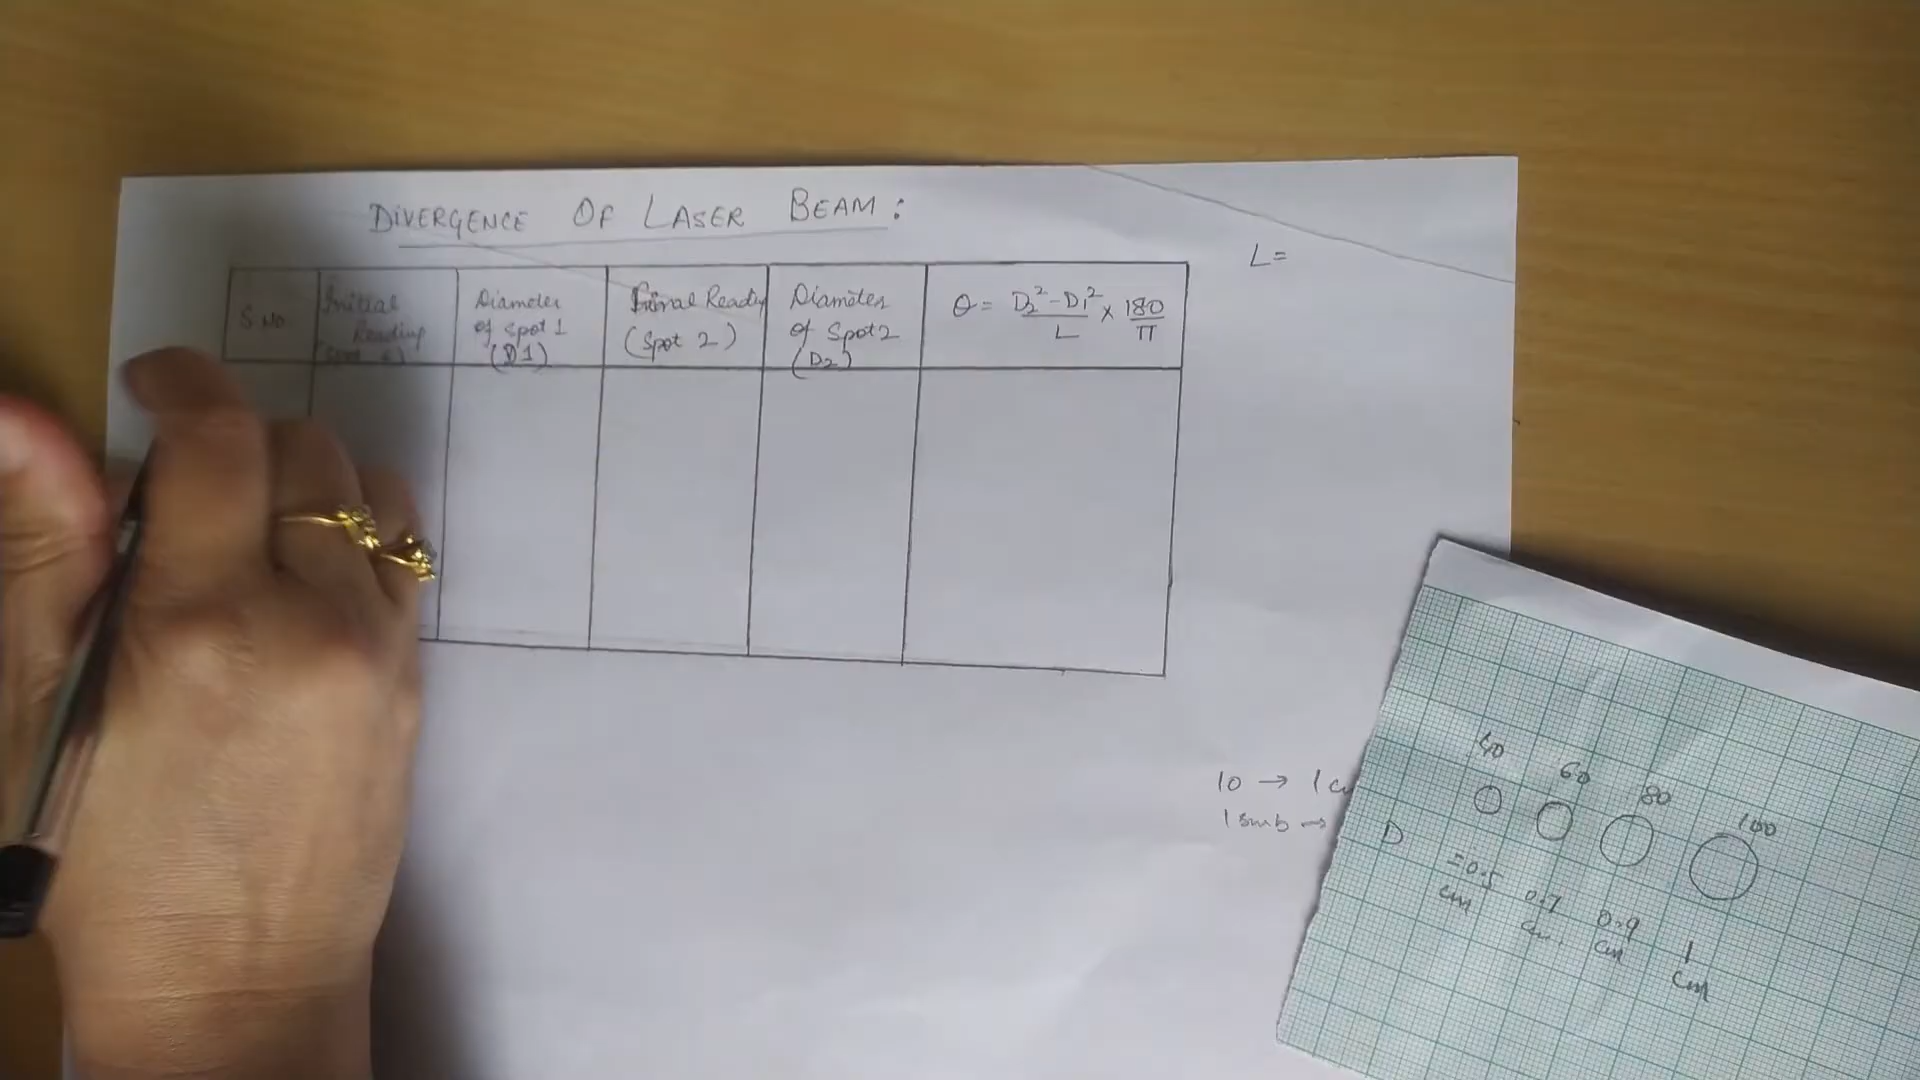 DIVERGENCE OF LASER BEAM:
L=
S.No
Initial
Reading
Diameter
of Spot 1
(D1)
Final Reading
(Spot 2)
Diameter
of Spot 2
(D2)
θ = D2² - D1² / L × 180 / π
10 → 1 cm
40 60 80 100
D
=0.5
cm
0.7
cm.
0.9
cm
1
cm